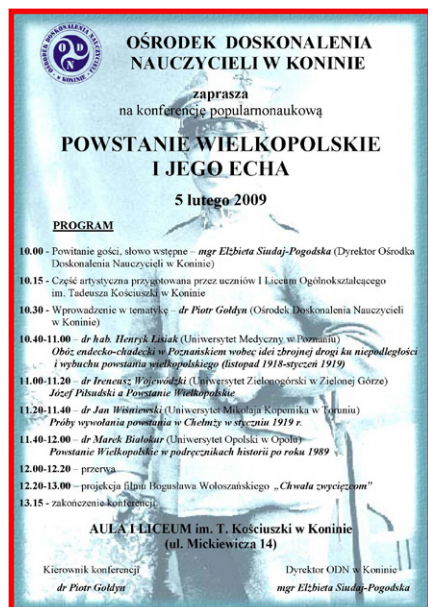 OŚRODEK DOSKONALENIA NAUCZYCIELI
W KONINIE
ODN
OŚRODEK DOSKONALENIA
NAUCZYCIELI W KONINIE
zaprasza
na konferencję popularnonaukową
POWSTANIE WIELKOPOLSKIE
I JEGO ECHA
5 lutego 2009
PROGRAM
10.00 - Powitanie gości, słowo wstępne – mgr Elżbieta Siudaj-Pogodska (Dyrektor Ośrodka
Doskonalenia Nauczycieli w Koninie)
10.15 - Część artystyczna przygotowana przez uczniów I Liceum Ogólnokształcącego
im. Tadeusza Kościuszki w Koninie
10.30 - Wprowadzenie w tematykę – dr Piotr Gołdyn (Ośrodek Doskonalenia Nauczycieli
w Koninie)
10.40-11.00 – dr hab. Henryk Lisiak (Uniwersytet Medyczny w Poznaniu)
Obóz endecko-chadecki w Poznańskiem wobec idei zbrojnej drogi ku niepodległości
i wybuchu powstania wielkopolskiego (listopad 1918-styczeń 1919)
11.00-11.20 – dr Ireneusz Wojewódzki (Uniwersytet Zielonogórski w Zielonej Górze)
Józef Piłsudski a Powstanie Wielkopolskie
11.20-11.40 – dr Jan Wiśniewski (Uniwersytet Mikołaja Kopernika w Toruniu)
Próby wywołania powstania w Chełmży w styczniu 1919 r.
11.40-12.00 – dr Marek Białokur (Uniwersytet Opolski w Opolu)
Powstanie Wielkopolskie w podręcznikach historii po roku 1989
12.00-12.20 – przerwa
12.20-13.00 – projekcja filmu Bogusława Wołoszańskiego „Chwała zwycięzcom”
13.15 - zakończenie konferencji
AULA I LICEUM im. T. Kościuszki w Koninie
(ul. Mickiewicza 14)
Kierownik konferencji
Dyrektor ODN w Koninie
dr Piotr Gołdyn
mgr Elżbieta Siudaj-Pogodska